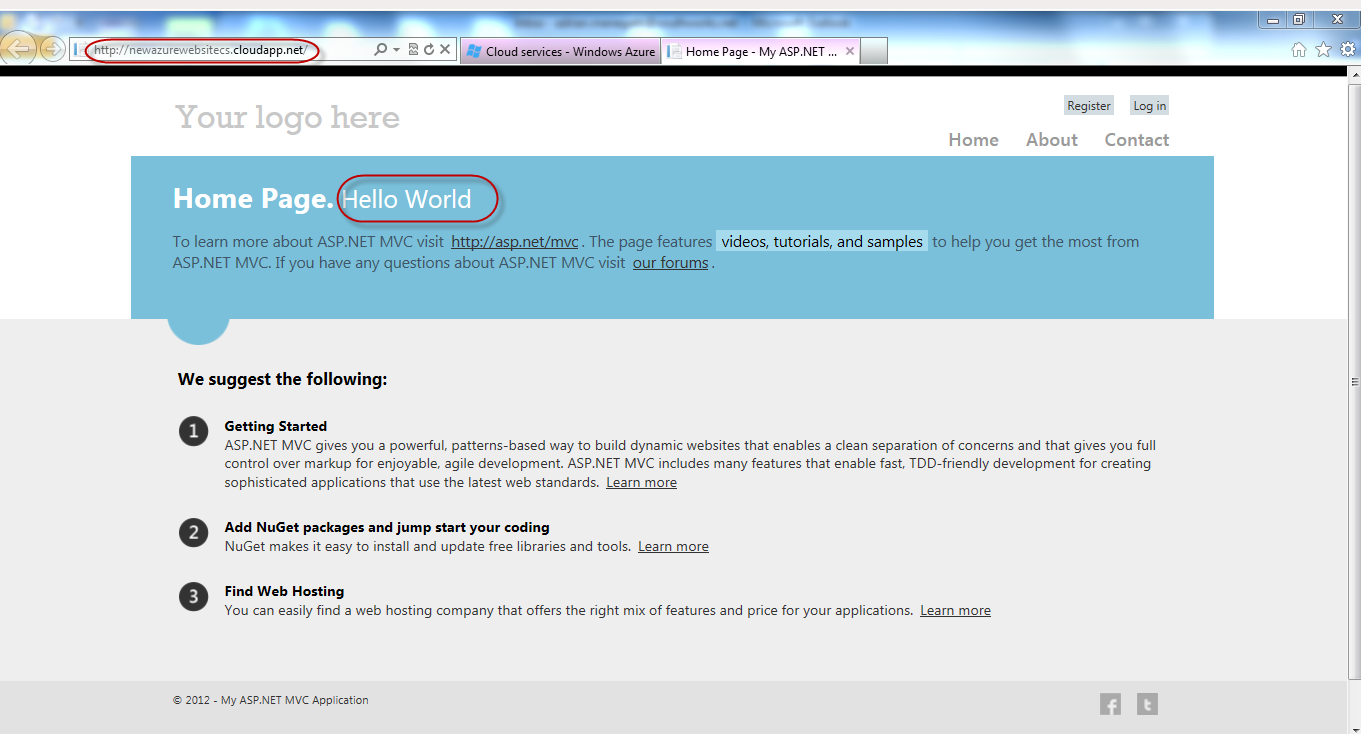 http://newazurewebsitecs.cloudapp.net/
Cloud services - Windows Azure
Home Page - My ASP.NET ...
Your logo here
Register
Log in
Home
About
Contact
Home Page. Hello World
To learn more about ASP.NET MVC visit http://asp.net/mvc . The page features videos, tutorials, and samples to help you get the most from
ASP.NET MVC. If you have any questions about ASP.NET MVC visit our forums .
We suggest the following:
1
Getting Started
ASP.NET MVC gives you a powerful, patterns-based way to build dynamic websites that enables a clean separation of concerns and that gives you full
control over markup for enjoyable, agile development. ASP.NET MVC includes many features that enable fast, TDD-friendly development for creating
sophisticated applications that use the latest web standards. Learn more
2
Add NuGet packages and jump start your coding
NuGet makes it easy to install and update free libraries and tools. Learn more
3
Find Web Hosting
You can easily find a web hosting company that offers the right mix of features and price for your applications. Learn more
© 2012 - My ASP.NET MVC Application